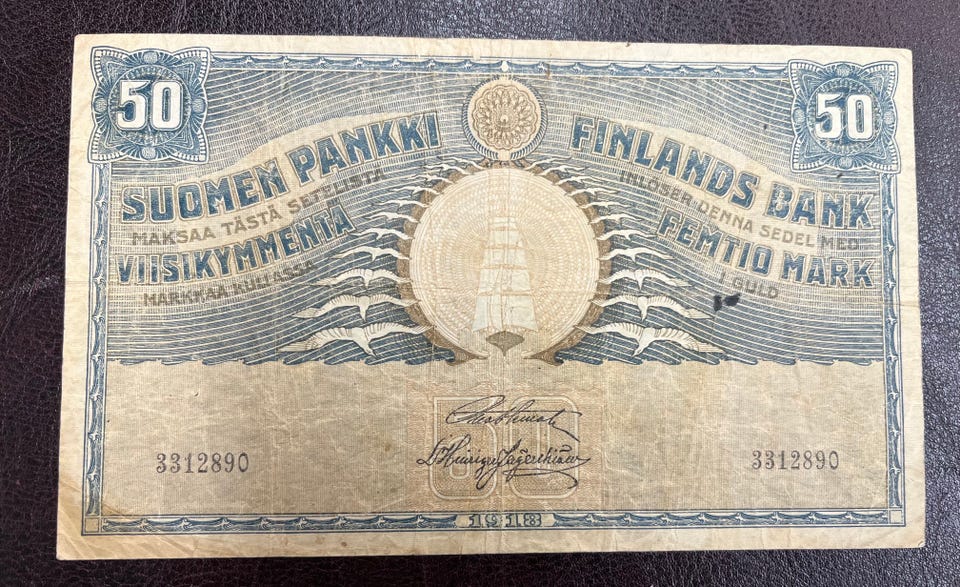 50
50
SUOMEN PANKKI
MAKSAA TÄSTÄ SETELISTÄ
VIISIKYMMENTÄ
MARKKAA KULLASSA
FINLANDS BANK
INLÖSER DENNA SEDEL MED
FEMTIO MARK
I GULD
50
3312890
3312890
1918